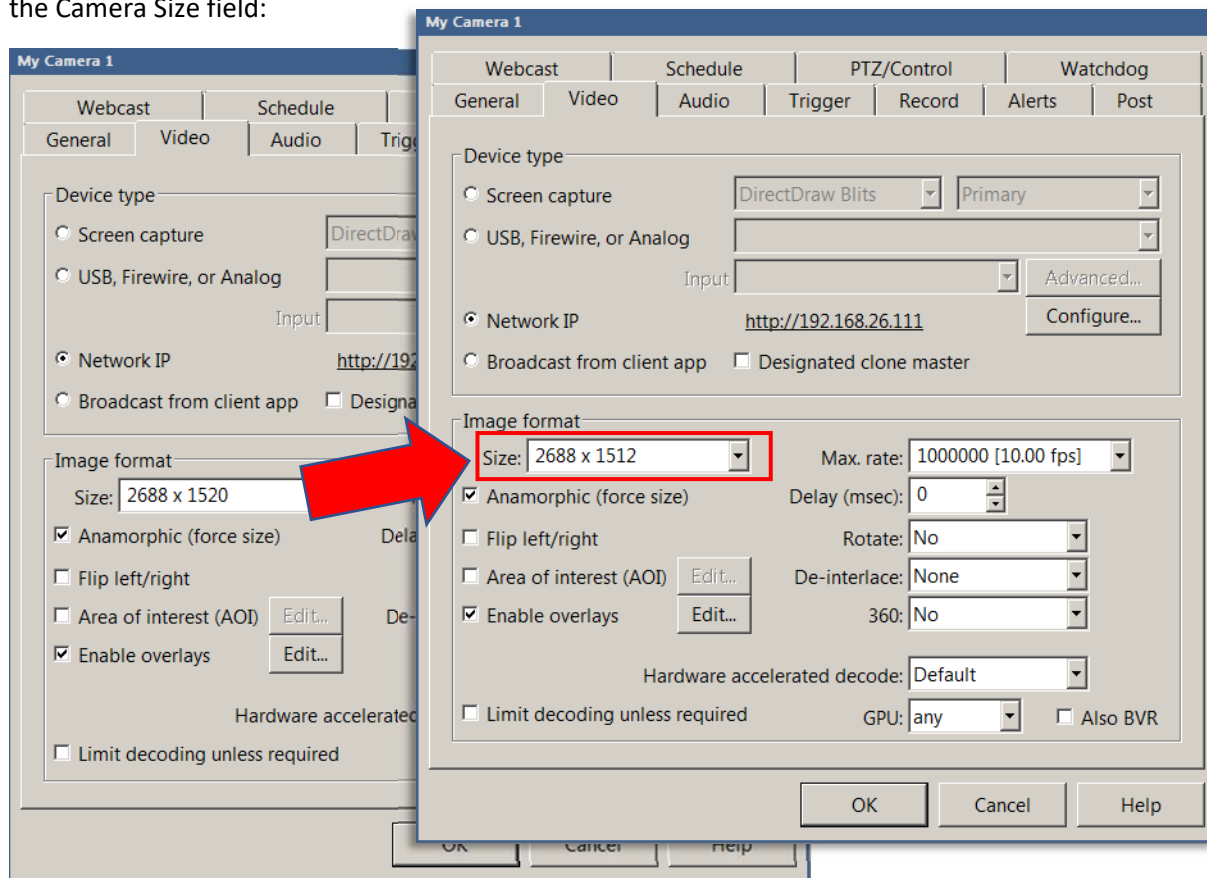 the Camera Size field:
My Camera 1
Webcast Schedule
General Video Audio
Device type
Screen capture
USB, Firewire, or Analog
Input
Network IP
Broadcast from client app
Image format
Size: 2688 x 1520
Anamorphic (force size)
Flip left/right
Area of interest (AOI) Edit...
Enable overlays Edit...
Hardware accelerated
Limit decoding unless required
OK Cancel Help
My Camera 1
Webcast Schedule PTZ/Control Watchdog
General Video Audio Trigger Record Alerts Post
Device type
Screen capture DirectDraw Blits Primary
USB, Firewire, or Analog
Input Advanced...
Network IP http://192.168.26.111 Configure...
Broadcast from client app Designated clone master
Image format
Size: 2688 x 1512 Max. rate: 1000000 [10.00 fps]
Anamorphic (force size) Delay (msec): 0
Flip left/right Rotate: No
Area of interest (AOI) Edit... De-interlace: None
Enable overlays Edit... 360: No
Hardware accelerated decode: Default
Limit decoding unless required GPU: any Also BVR
OK Cancel Help